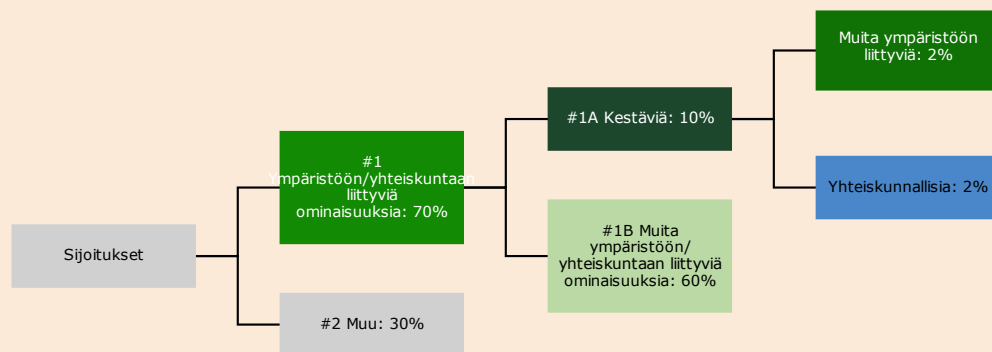 Sijoitukset
#1
Ympäristöön/yhteiskuntaan
liittyviä
ominaisuuksia: 70%
#2 Muu: 30%
#1A Kestäviä: 10%
#1B Muita
ympäristöön/
yhteiskuntaan liittyviä
ominaisuuksia: 60%
Muita ympäristöön
liittyviä: 2%
Yhteiskunnallisia: 2%